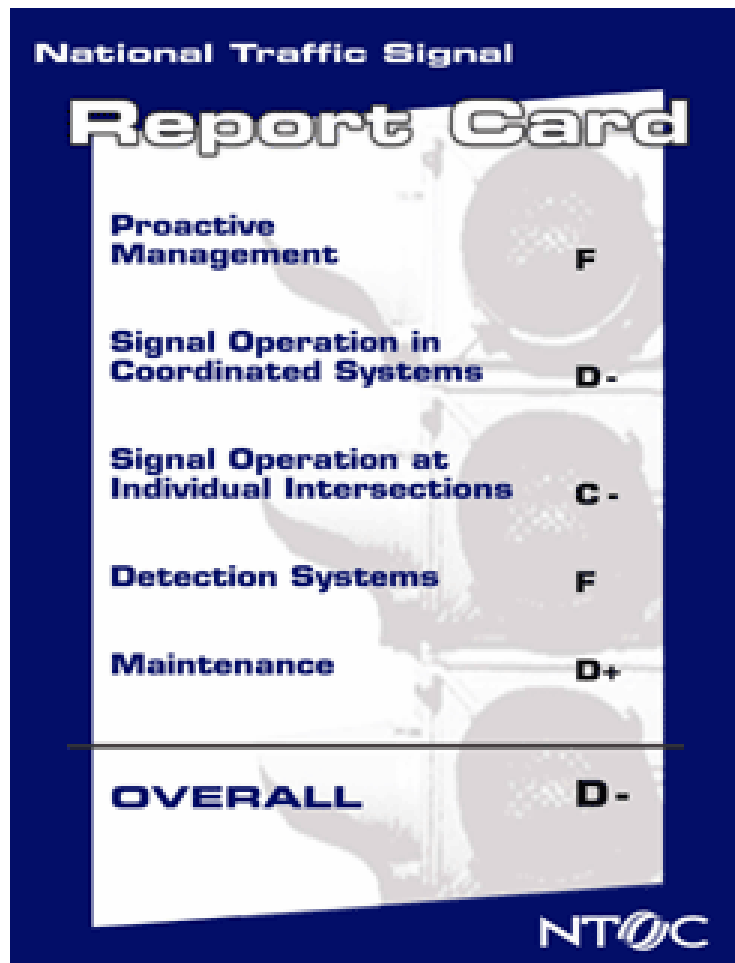 National Traffic Signal
Report Card
Proactive
Management F
Signal Operation in
Coordinated Systems D-
Signal Operation at
Individual Intersections C-
Detection Systems F
Maintenance D+
OVERALL D-
NTOC